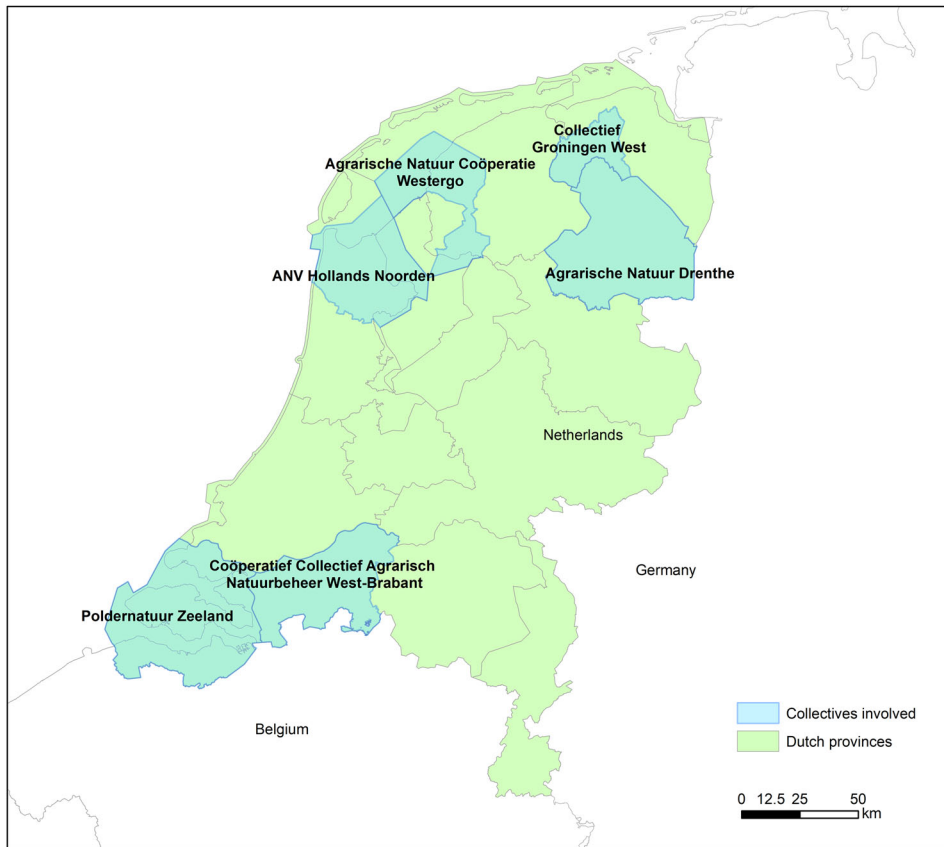 Collectief
Groningen West
Agrarische Natuur Coöperatie
Westergo
ANV Hollands Noorden
Agrarische Natuur Drenthe
Netherlands
Coöperatief Collectief Agrarisch
Natuurbeheer West-Brabant
Germany
Poldernatuur Zeeland
Belgium
Collectives involved
Dutch provinces
0 12.5 25 50
km